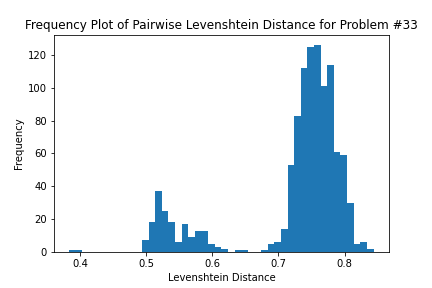 Frequency Plot of Pairwise Levenshtein Distance for Problem #33
120
100
80
60
40
20
0
Frequency
0.4 0.5 0.6 0.7 0.8
Levenshtein Distance